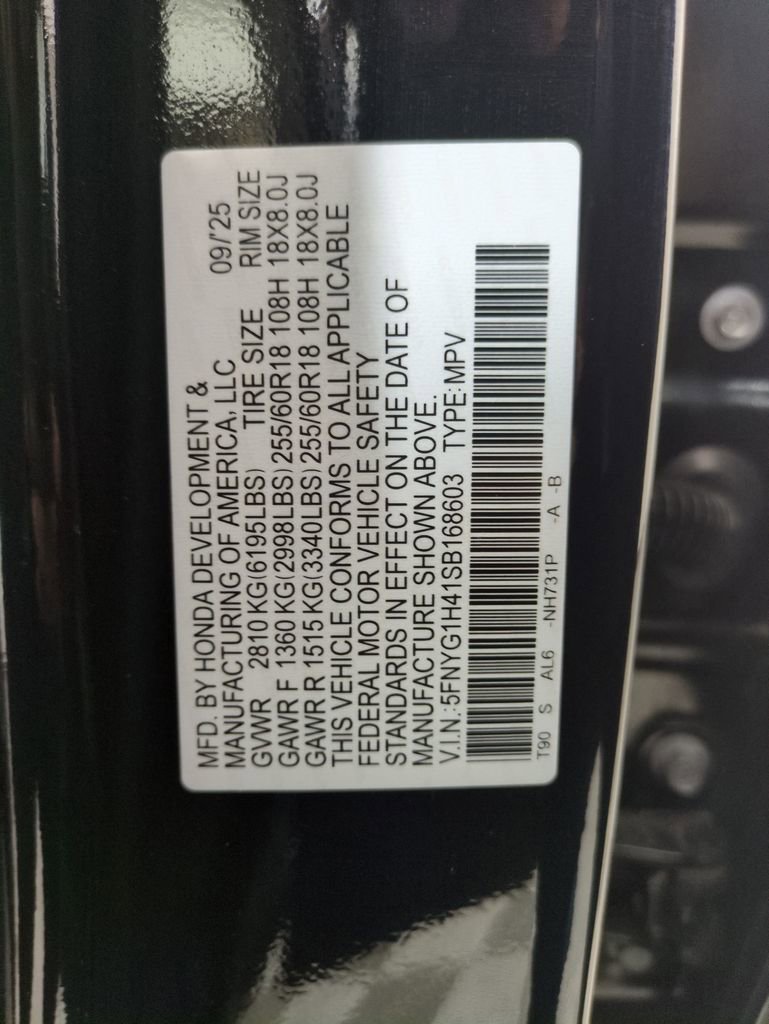 MFD. BY HONDA DEVELOPMENT &
MANUFACTURING OF AMERICA, LLC 09/'25
GVWR 2810 KG(6195LBS) TIRE SIZE RIM SIZE
GAWR F 1360 KG(2998LBS) 255/60R18 108H 18X8.0J
GAWR R 1515 KG(3340LBS) 255/60R18 108H 18X8.0J
THIS VEHICLE CONFORMS TO ALL APPLICABLE
FEDERAL MOTOR VEHICLE SAFETY
STANDARDS IN EFFECT ON THE DATE OF
MANUFACTURE SHOWN ABOVE.
V.I.N.:5FNYG1H41SB168603 TYPE:MPV
T90 S AL6 -NH731P -A -B